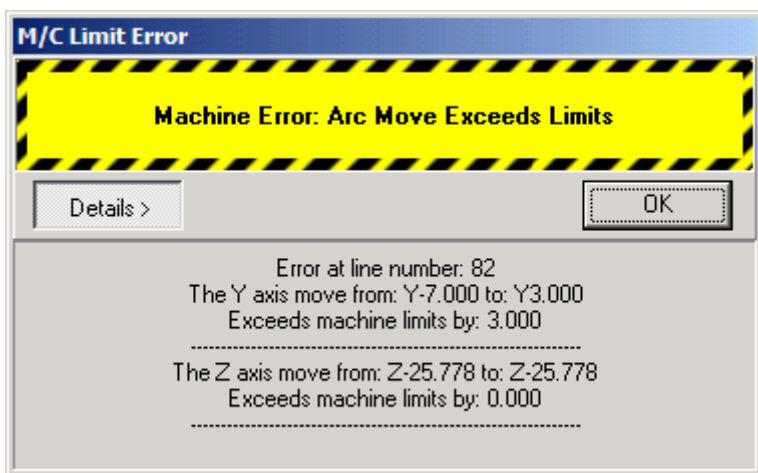 M/C Limit Error
Machine Error: Arc Move Exceeds Limits
Details >
OK
Error at line number: 82
The Y axis move from: Y-7.000 to: Y3.000
Exceeds machine limits by: 3.000
------------------------------------------------------------------
The Z axis move from: Z-25.778 to: Z-25.778
Exceeds machine limits by: 0.000
------------------------------------------------------------------